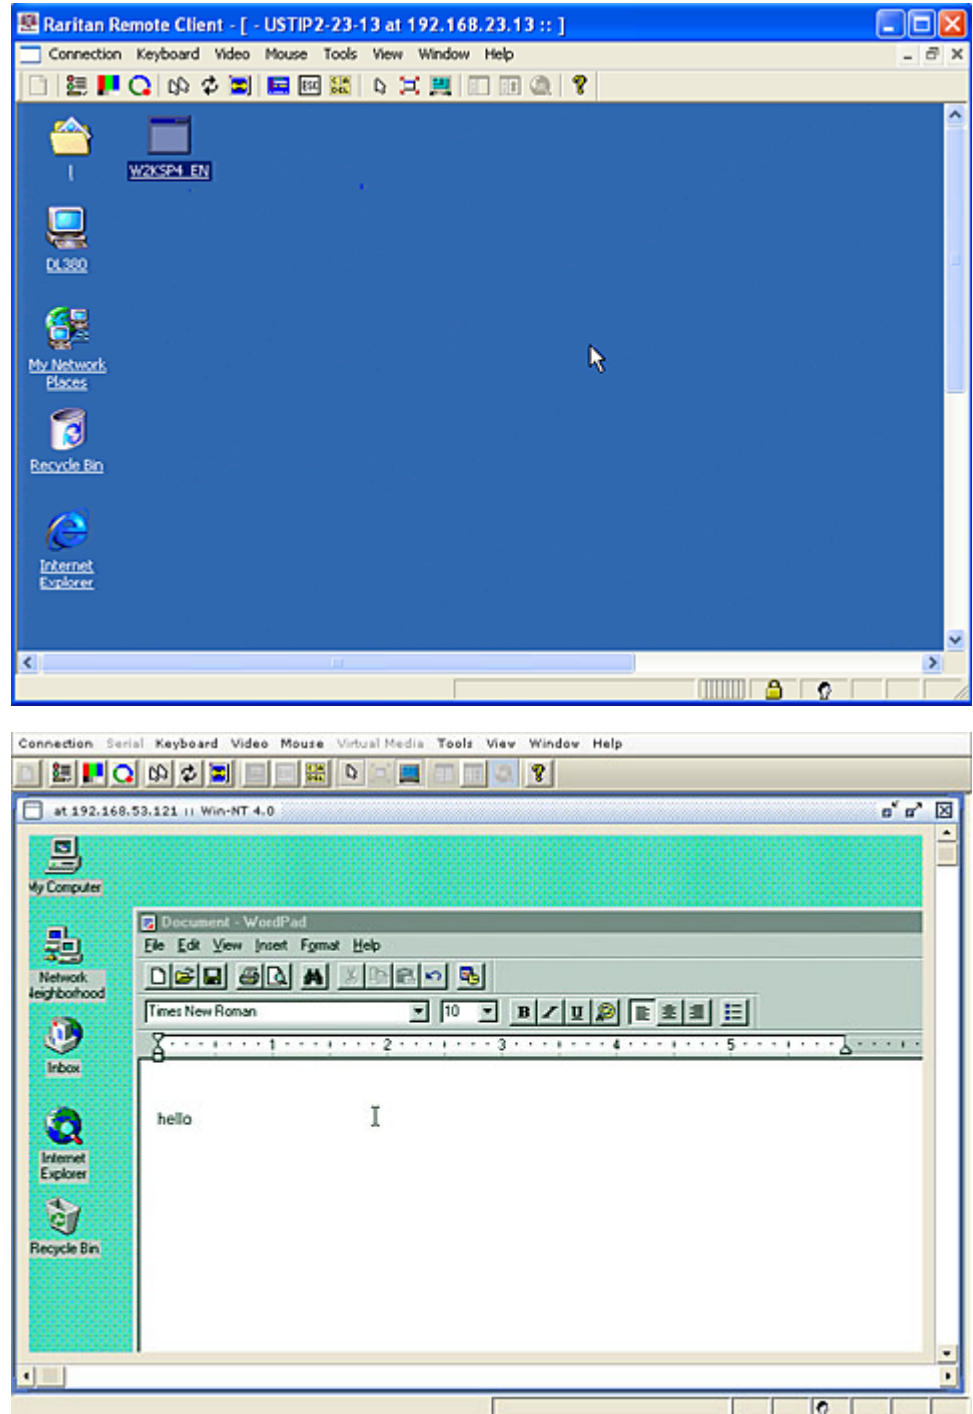 Raritan Remote Client - [ - USTIP2-23-13 at 192.168.23.13 :: ]
Connection Keyboard Video Mouse Tools View Window Help
W2KSP4_EN
DL380
My Network
Places
Recycle Bin
Internet
Explorer
Connection Serial Keyboard Video Mouse Virtual Media Tools View Window Help
at 192.168.53.121 :: Win-NT 4.0
My Computer
Document - WordPad
File Edit View Insert Format Help
Network
Neighborhood
Times New Roman 10 B I U
1 2 3 4 5
Inbox
hello
Internet
Explorer
Recycle Bin